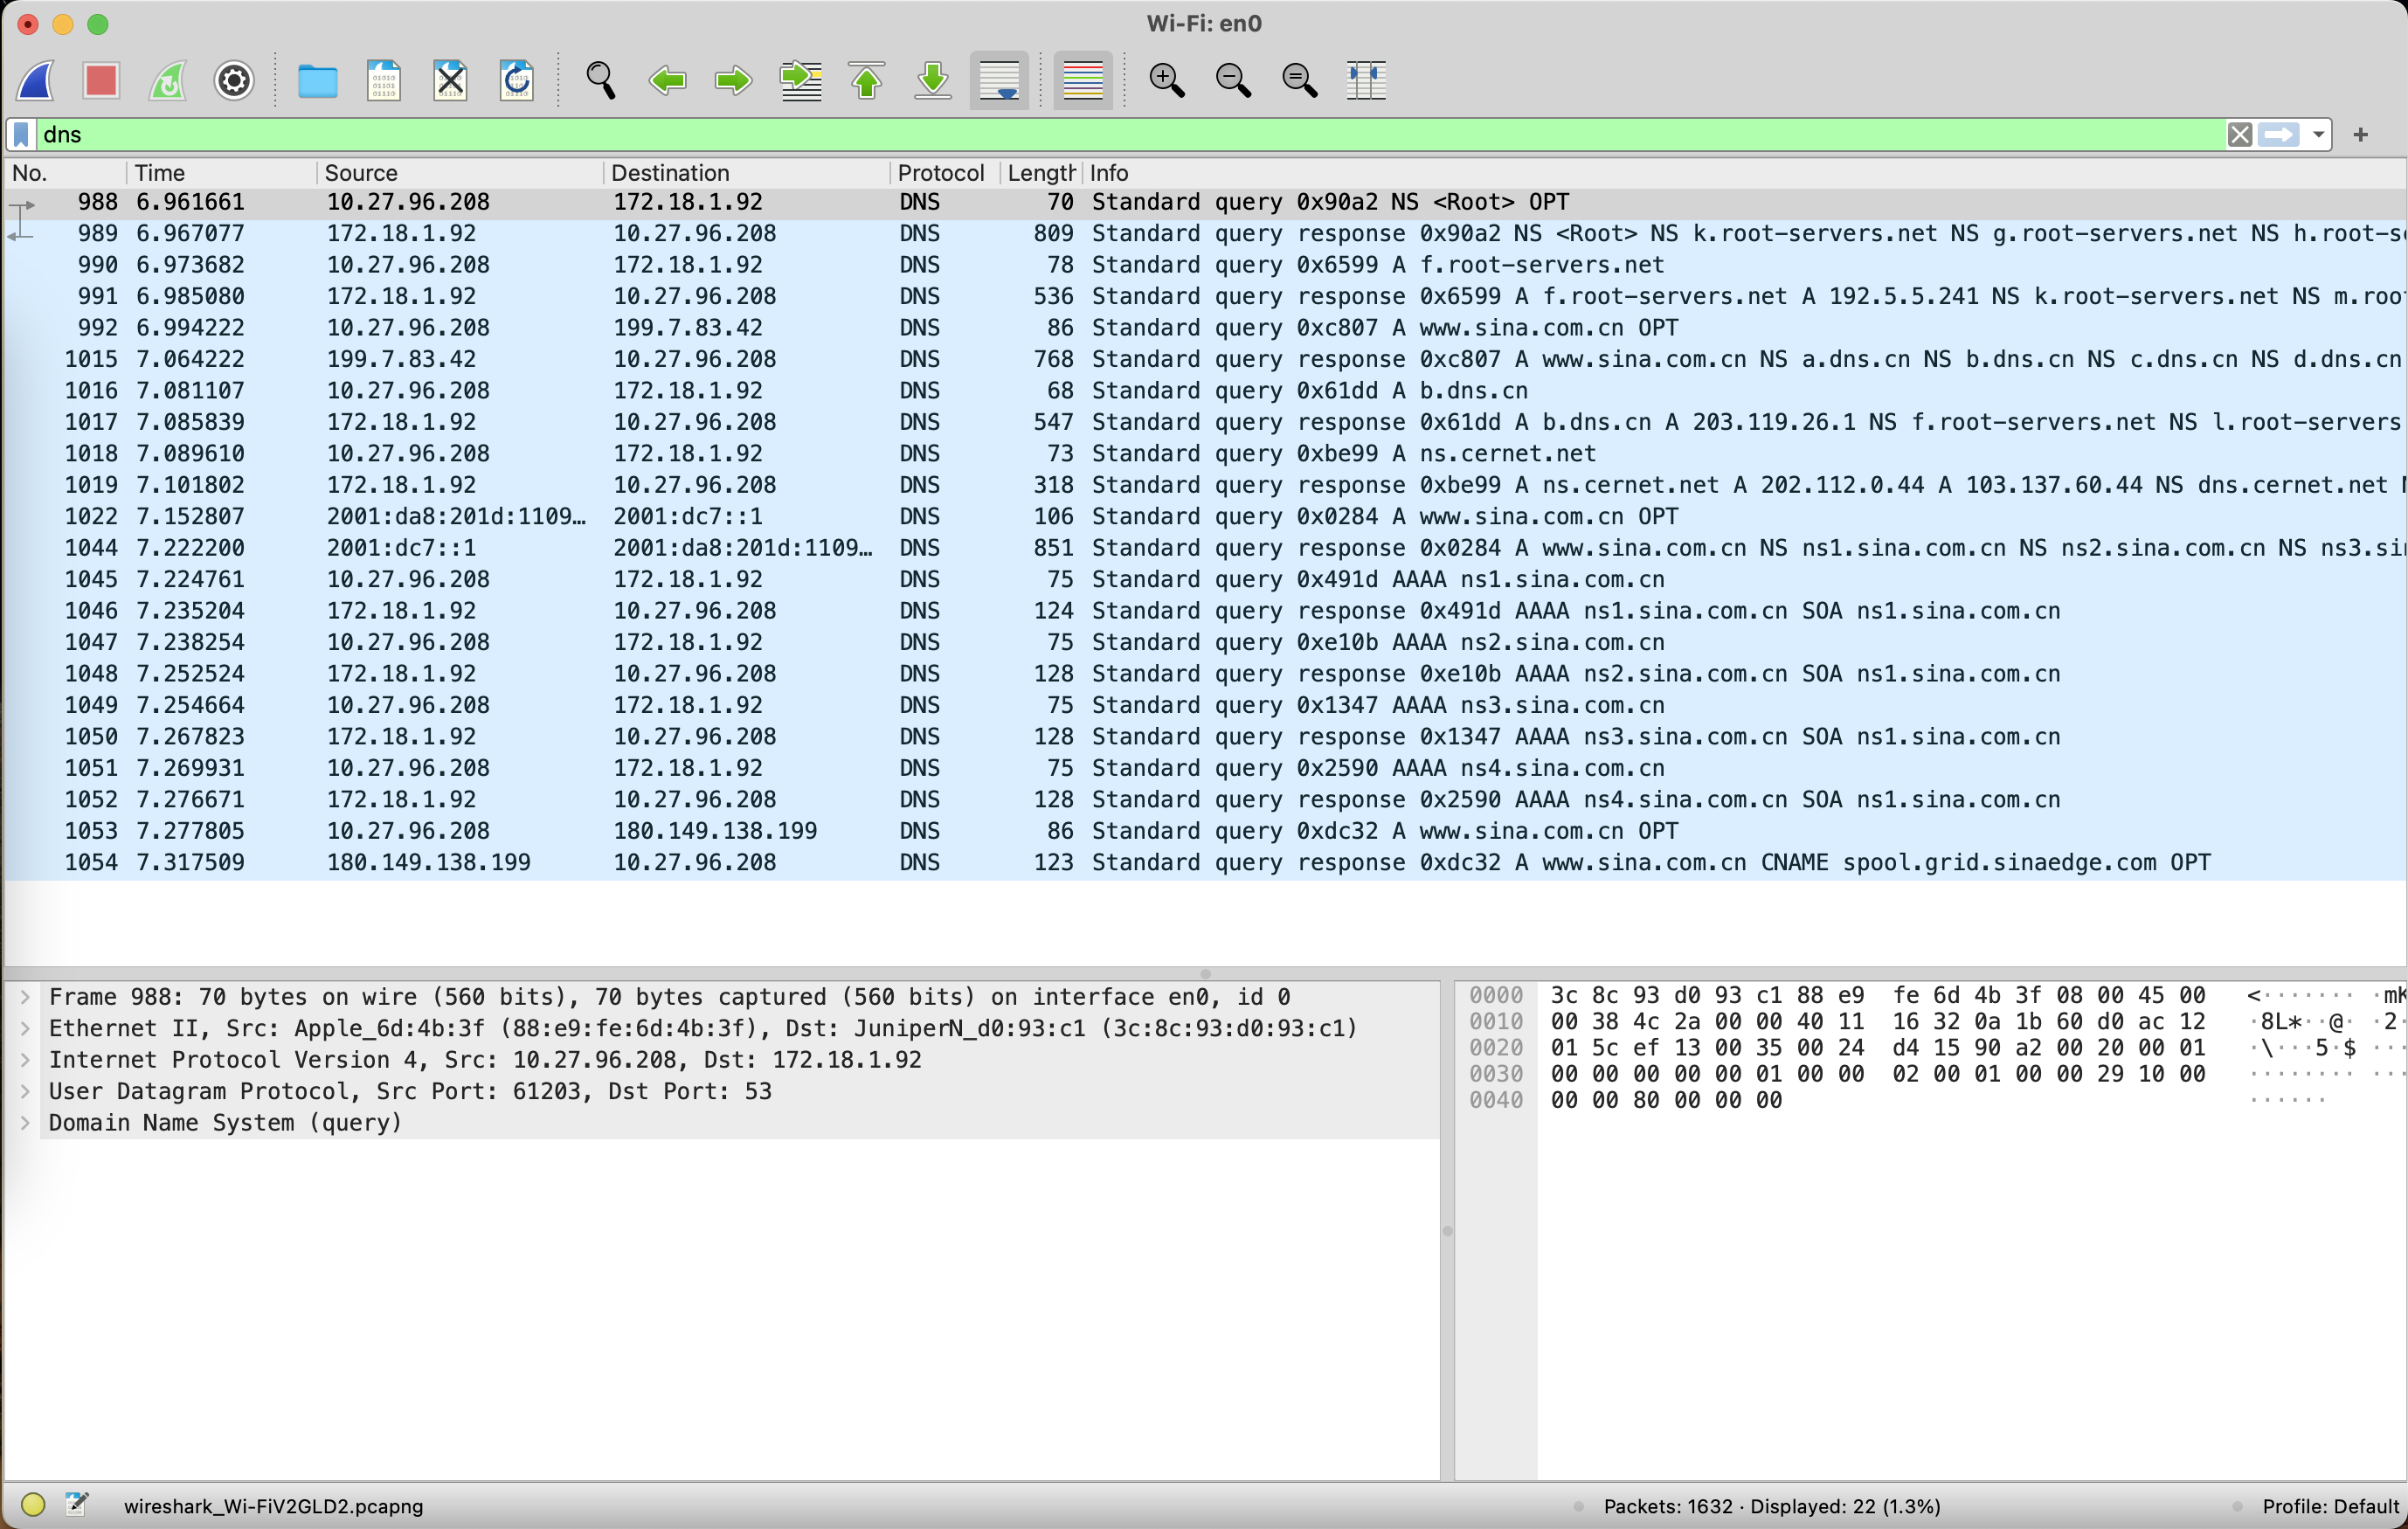 Wi-Fi: en0
dns
No. Time Source Destination Protocol Length Info
988 6.961661 10.27.96.208 172.18.1.92 DNS 70 Standard query 0x90a2 NS <Root> OPT
989 6.967077 172.18.1.92 10.27.96.208 DNS 809 Standard query response 0x90a2 NS <Root> NS k.root-servers.net NS g.root-servers.net NS h.root-s
990 6.973682 10.27.96.208 172.18.1.92 DNS 78 Standard query 0x6599 A f.root-servers.net
991 6.985080 172.18.1.92 10.27.96.208 DNS 536 Standard query response 0x6599 A f.root-servers.net A 192.5.5.241 NS k.root-servers.net NS m.roo
992 6.994222 10.27.96.208 199.7.83.42 DNS 86 Standard query 0xc807 A www.sina.com.cn OPT
1015 7.064222 199.7.83.42 10.27.96.208 DNS 768 Standard query response 0xc807 A www.sina.com.cn NS a.dns.cn NS b.dns.cn NS c.dns.cn NS d.dns.cn
1016 7.081107 10.27.96.208 172.18.1.92 DNS 68 Standard query 0x61dd A b.dns.cn
1017 7.085839 172.18.1.92 10.27.96.208 DNS 547 Standard query response 0x61dd A b.dns.cn A 203.119.26.1 NS f.root-servers.net NS l.root-servers
1018 7.089610 10.27.96.208 172.18.1.92 DNS 73 Standard query 0xbe99 A ns.cernet.net
1019 7.101802 172.18.1.92 10.27.96.208 DNS 318 Standard query response 0xbe99 A ns.cernet.net A 202.112.0.44 A 103.137.60.44 NS dns.cernet.net
1022 7.152807 2001:da8:201d:1109… 2001:dc7::1 DNS 106 Standard query 0x0284 A www.sina.com.cn OPT
1044 7.222200 2001:dc7::1 2001:da8:201d:1109… DNS 851 Standard query response 0x0284 A www.sina.com.cn NS ns1.sina.com.cn NS ns2.sina.com.cn NS ns3.si
1045 7.224761 10.27.96.208 172.18.1.92 DNS 75 Standard query 0x491d AAAA ns1.sina.com.cn
1046 7.235204 172.18.1.92 10.27.96.208 DNS 124 Standard query response 0x491d AAAA ns1.sina.com.cn SOA ns1.sina.com.cn
1047 7.238254 10.27.96.208 172.18.1.92 DNS 75 Standard query 0xe10b AAAA ns2.sina.com.cn
1048 7.252524 172.18.1.92 10.27.96.208 DNS 128 Standard query response 0xe10b AAAA ns2.sina.com.cn SOA ns1.sina.com.cn
1049 7.254664 10.27.96.208 172.18.1.92 DNS 75 Standard query 0x1347 AAAA ns3.sina.com.cn
1050 7.267823 172.18.1.92 10.27.96.208 DNS 128 Standard query response 0x1347 AAAA ns3.sina.com.cn SOA ns1.sina.com.cn
1051 7.269931 10.27.96.208 172.18.1.92 DNS 75 Standard query 0x2590 AAAA ns4.sina.com.cn
1052 7.276671 172.18.1.92 10.27.96.208 DNS 128 Standard query response 0x2590 AAAA ns4.sina.com.cn SOA ns1.sina.com.cn
1053 7.277805 10.27.96.208 180.149.138.199 DNS 86 Standard query 0xdc32 A www.sina.com.cn OPT
1054 7.317509 180.149.138.199 10.27.96.208 DNS 123 Standard query response 0xdc32 A www.sina.com.cn CNAME spool.grid.sinaedge.com OPT
Frame 988: 70 bytes on wire (560 bits), 70 bytes captured (560 bits) on interface en0, id 0
Ethernet II, Src: Apple_6d:4b:3f (88:e9:fe:6d:4b:3f), Dst: JuniperN_d0:93:c1 (3c:8c:93:d0:93:c1)
Internet Protocol Version 4, Src: 10.27.96.208, Dst: 172.18.1.92
User Datagram Protocol, Src Port: 61203, Dst Port: 53
Domain Name System (query)
0000 3c 8c 93 d0 93 c1 88 e9 fe 6d 4b 3f 08 00 45 00 <······· ·mK
0010 00 38 4c 2a 00 00 40 11 16 32 0a 1b 60 d0 ac 12 ·8L*··@· ·2·
0020 01 5c ef 13 00 35 00 24 d4 15 90 a2 00 20 00 01 ·\···5·$ ···
0030 00 00 00 00 00 01 00 00 02 00 01 00 00 29 10 00 ········ ···
0040 00 00 80 00 00 00 ······
wireshark_Wi-FiV2GLD2.pcapng
Packets: 1632 · Displayed: 22 (1.3%)
Profile: Default